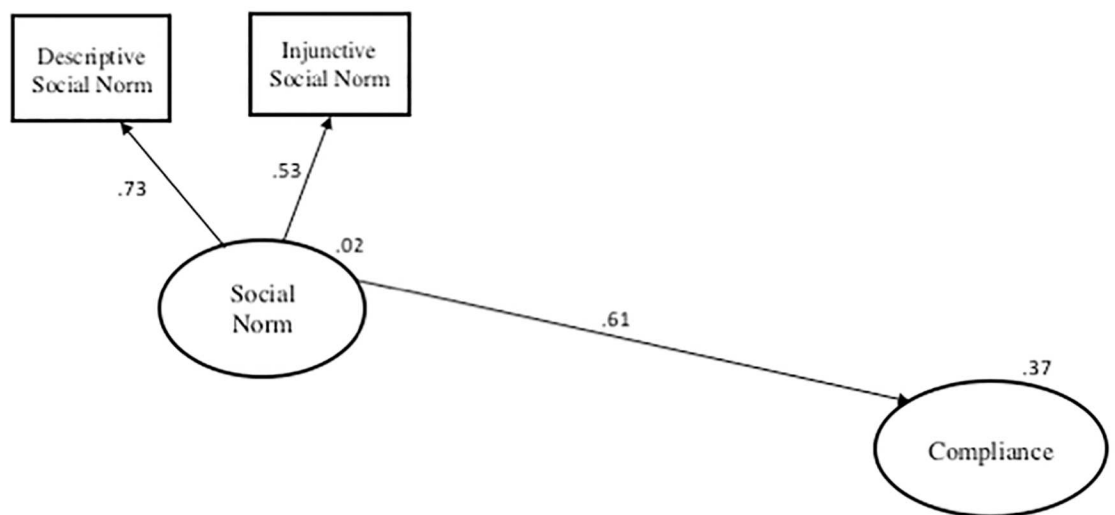 Descriptive
Social Norm
Injunctive
Social Norm
.73
.53
.02
Social
Norm
.61
.37
Compliance